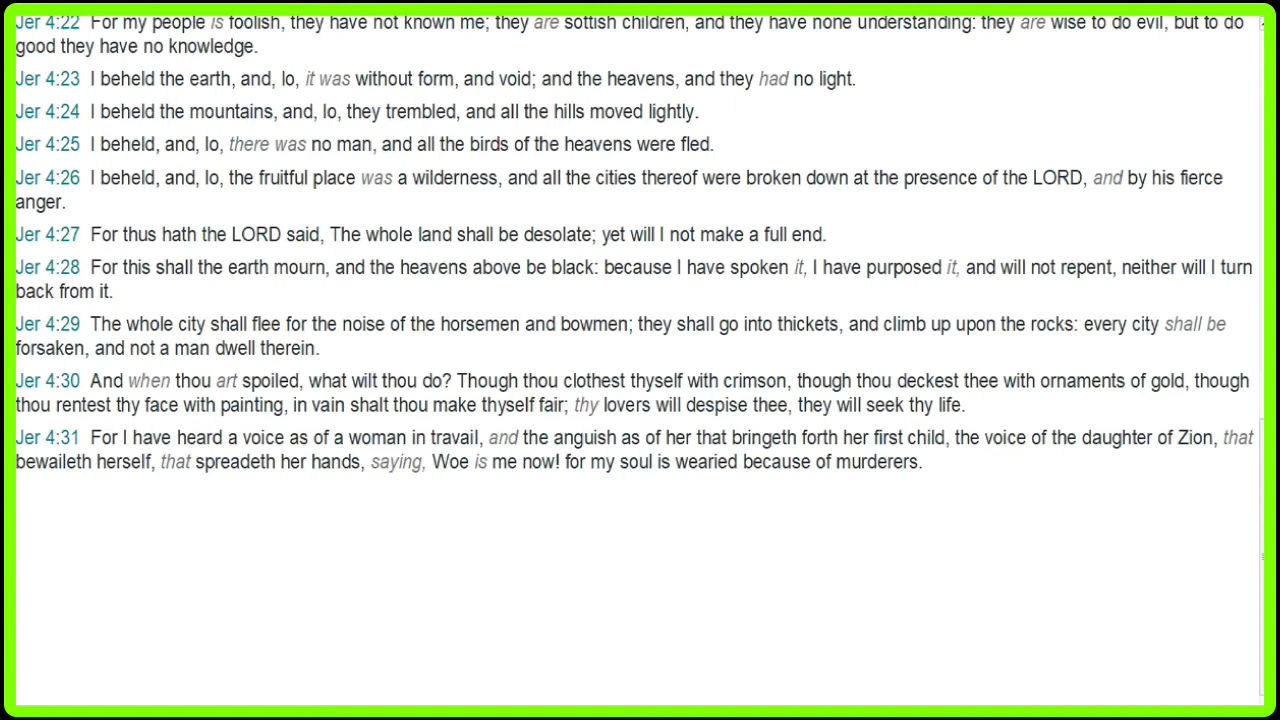 Jer 4:22 For my people is foolish, they have not known me; they are sottish children, and they have none understanding: they are wise to do evil, but to do
good they have no knowledge.
Jer 4:23 I beheld the earth, and, lo, it was without form, and void; and the heavens, and they had no light.
Jer 4:24 I beheld the mountains, and, lo, they trembled, and all the hills moved lightly.
Jer 4:25 I beheld, and, lo, there was no man, and all the birds of the heavens were fled.
Jer 4:26 I beheld, and, lo, the fruitful place was a wilderness, and all the cities thereof were broken down at the presence of the LORD, and by his fierce
anger.
Jer 4:27 For thus hath the LORD said, The whole land shall be desolate; yet will I not make a full end.
Jer 4:28 For this shall the earth mourn, and the heavens above be black: because I have spoken it, I have purposed it, and will not repent, neither will I turn
back from it.
Jer 4:29 The whole city shall flee for the noise of the horsemen and bowmen; they shall go into thickets, and climb up upon the rocks: every city shall be
forsaken, and not a man dwell therein.
Jer 4:30 And when thou art spoiled, what wilt thou do? Though thou clothest thyself with crimson, though thou deckest thee with ornaments of gold, though
thou rentest thy face with painting, in vain shalt thou make thyself fair; thy lovers will despise thee, they will seek thy life.
Jer 4:31 For I have heard a voice as of a woman in travail, and the anguish as of her that bringeth forth her first child, the voice of the daughter of Zion, that
bewaileth herself, that spreadeth her hands, saying, Woe is me now! for my soul is wearied because of murderers.